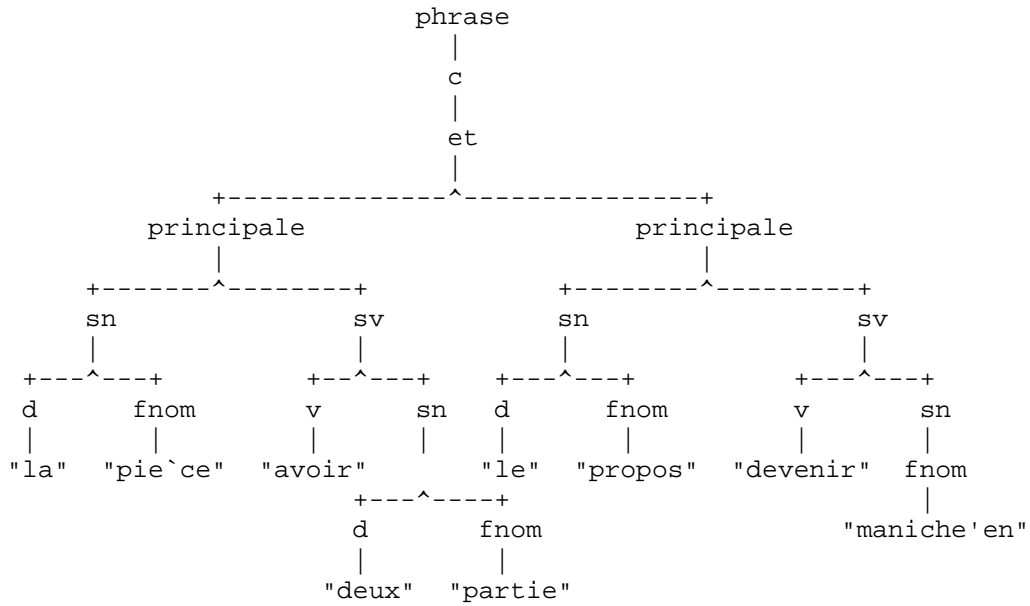 phrase
c
et
principale principale
sn sv sn sv
d fnom v sn d fnom v sn
"la" "pie`ce" "avoir" "le" "propos" "devenir" fnom
d fnom "maniche'en"
"deux" "partie"